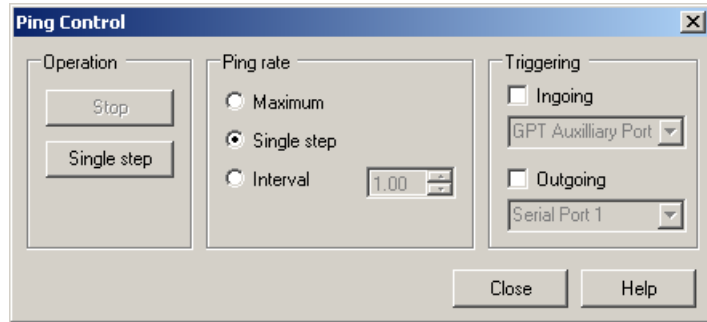 Ping Control
Operation
Stop
Single step
Ping rate
Maximum
Single step
Interval
1.00
Triggering
Ingoing
GPT Auxilliary Port
Outgoing
Serial Port 1
Close
Help